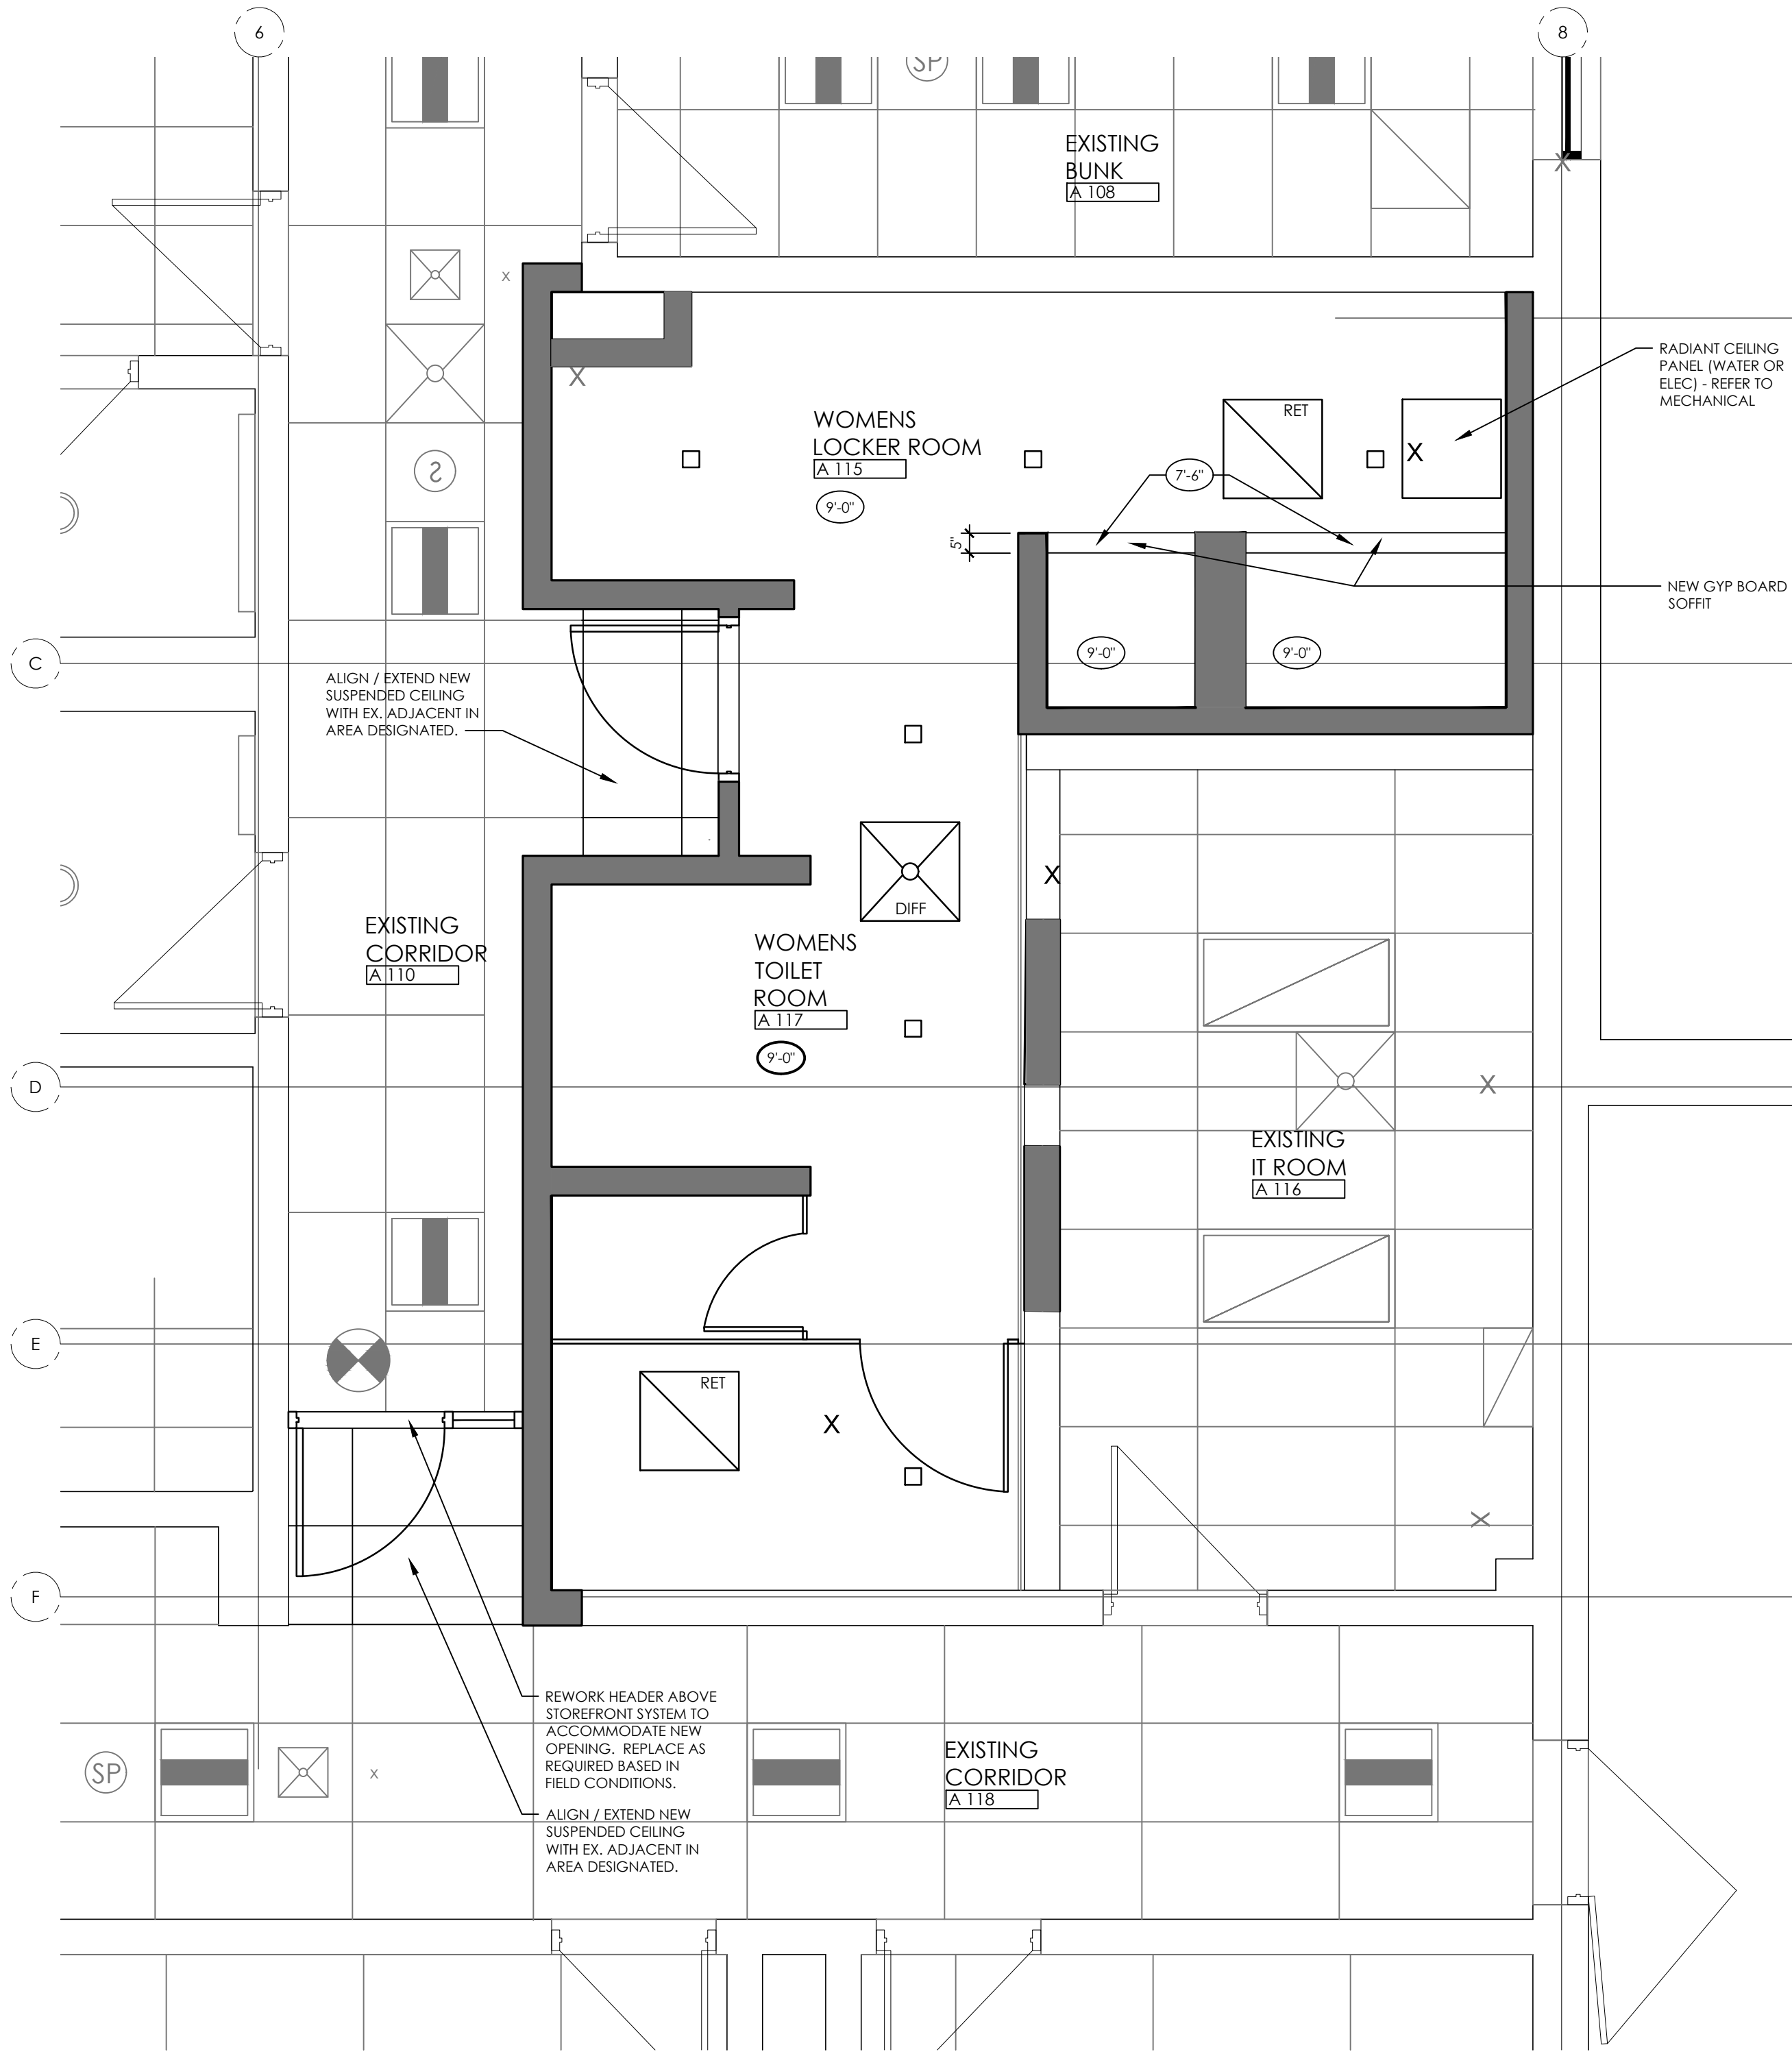 6
8
SP
EXISTING
BUNK
A 108
X
x
RADIANT CEILING
PANEL (WATER OR
ELEC) - REFER TO
MECHANICAL
X
WOMENS
LOCKER ROOM
A 115
9'-0"
RET
X
7'-6"
5"
NEW GYP BOARD
SOFFIT
9'-0"
9'-0"
C
ALIGN / EXTEND NEW
SUSPENDED CEILING
WITH EX. ADJACENT IN
AREA DESIGNATED.
X
DIFF
EXISTING
CORRIDOR
A 110
WOMENS
TOILET
ROOM
A 117
9'-0"
D
X
EXISTING
IT ROOM
A 116
E
RET
X
X
F
REWORK HEADER ABOVE
STOREFRONT SYSTEM TO
ACCOMMODATE NEW
OPENING. REPLACE AS
REQUIRED BASED IN
FIELD CONDITIONS.
SP
x
EXISTING
CORRIDOR
A 118
ALIGN / EXTEND NEW
SUSPENDED CEILING
WITH EX. ADJACENT IN
AREA DESIGNATED.